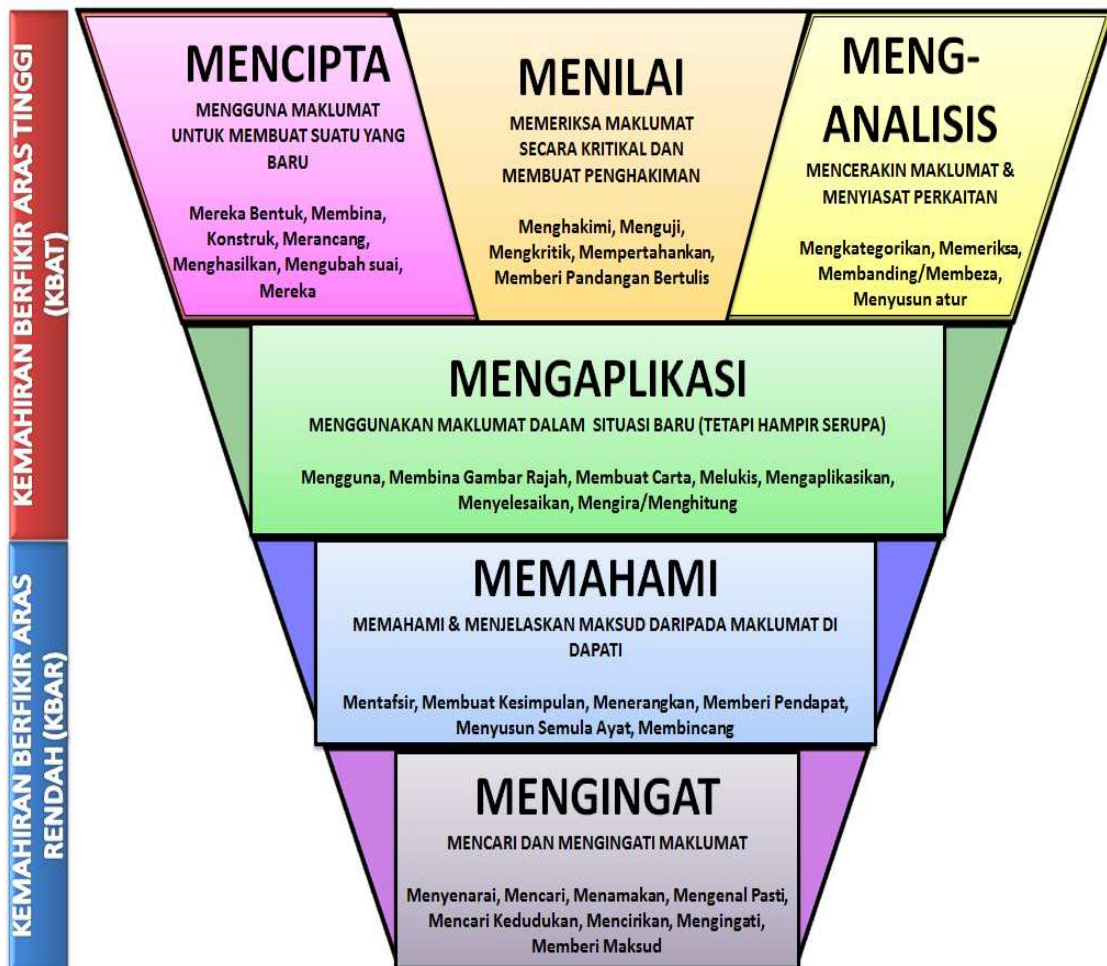 KEMAHIRAN BERFIKIR ARAS TINGGI
(KBAT)
MENCIPTA
MENGGUNA MAKLUMAT
UNTUK MEMBUAT SUATU YANG
BARU
Mereka Bentuk, Membina,
Konstruk, Merancang,
Menghasilkan, Mengubah suai,
Mereka
MENILAI
MEMERIKSA MAKLUMAT
SECARA KRITIKAL DAN
MEMBUAT PENGHAKIMAN
Menghakimi, Menguji,
Mengkritik, Mempertahankan,
Memberi Pandangan Bertulis
MENG-
ANALISIS
MENCERAKIN MAKLUMAT &
MENYIASAT PERKAITAN
Mengkategorikan, Memeriksa,
Membanding/Membeza,
Menyusun atur
MENGAPLIKASI
MENGGUNAKAN MAKLUMAT DALAM SITUASI BARU (TETAPI HAMPIR SERUPA)
Mengguna, Membina Gambar Rajah, Membuat Carta, Melukis, Mengaplikasikan,
Menyelesaikan, Mengira/Menghitung
KEMAHIRAN BERFIKIR ARAS
RENDAH (KBAR)
MEMAHAMI
MEMAHAMI & MENJELASKAN MAKSUD DARIPADA MAKLUMAT DI
DAPATI
Mentafsir, Membuat Kesimpulan, Menerangkan, Memberi Pendapat,
Menyusun Semula Ayat, Membincang
MENGINGAT
MENCARI DAN MENGINGATI MAKLUMAT
Menyenarai, Mencari, Menamakan, Mengenal Pasti,
Mencari Kedudukan, Mencirikan, Mengingati,
Memberi Maksud